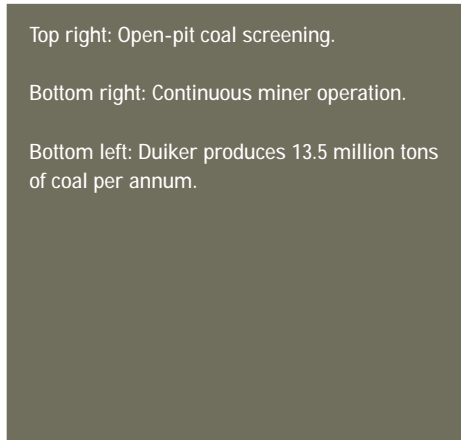 Top right: Open-pit coal screening.
Bottom right: Continuous miner operation.
Bottom left: Duiker produces 13.5 million tons
of coal per annum.